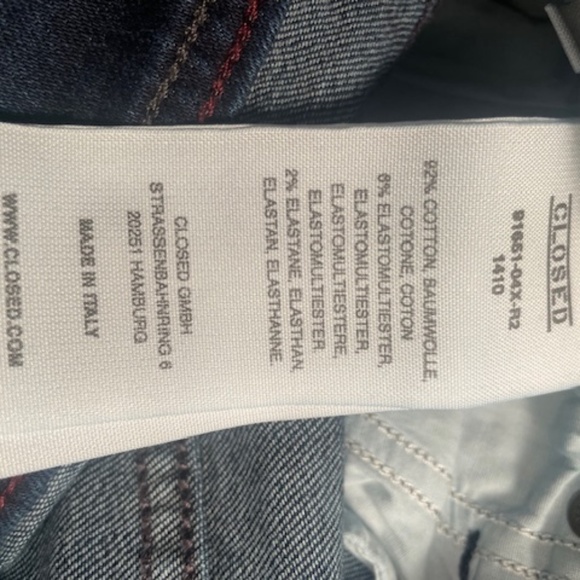 CLOSED
91651-04X-R2
1410
92% COTTON, BAUMWOLLE,
COTONE, COTON
6% ELASTOMULTIESTER,
ELASTOMULTIESTER,
ELASTOMULTIESTERE,
ELASTOMULTIESTER
2% ELASTANE, ELASTHAN,
ELASTAN, ELASTHANNE.
CLOSED GMBH
STRASSENBAHNRING 6
20251 HAMBURG
MADE IN ITALY
WWW.CLOSED.COM